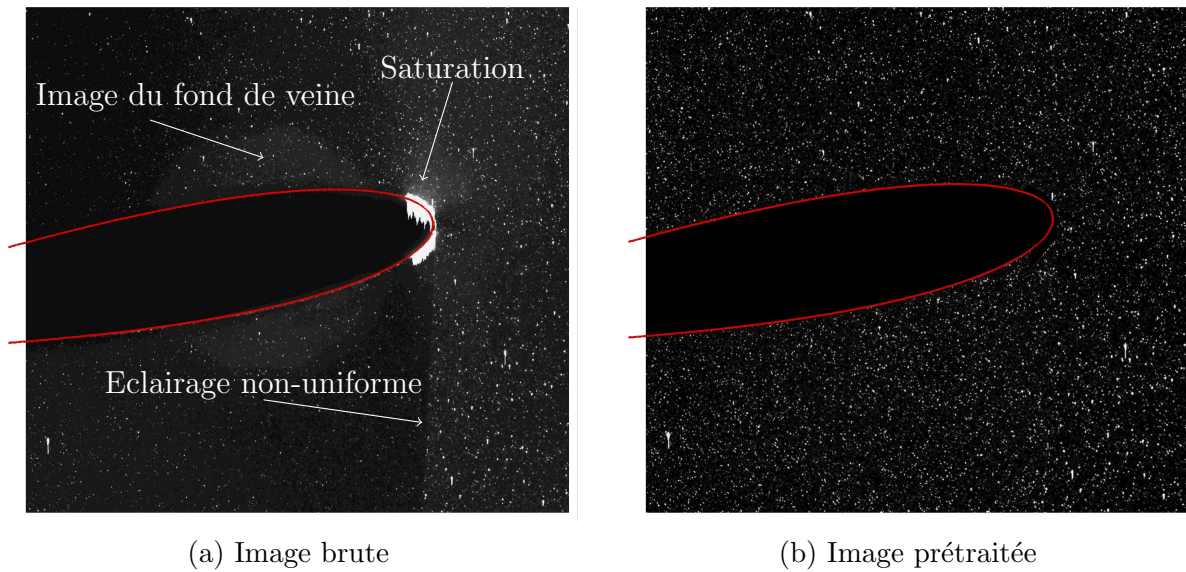 Saturation
Image du fond de veine
Eclairage non-uniforme
(a) Image brute
(b) Image prétraitée